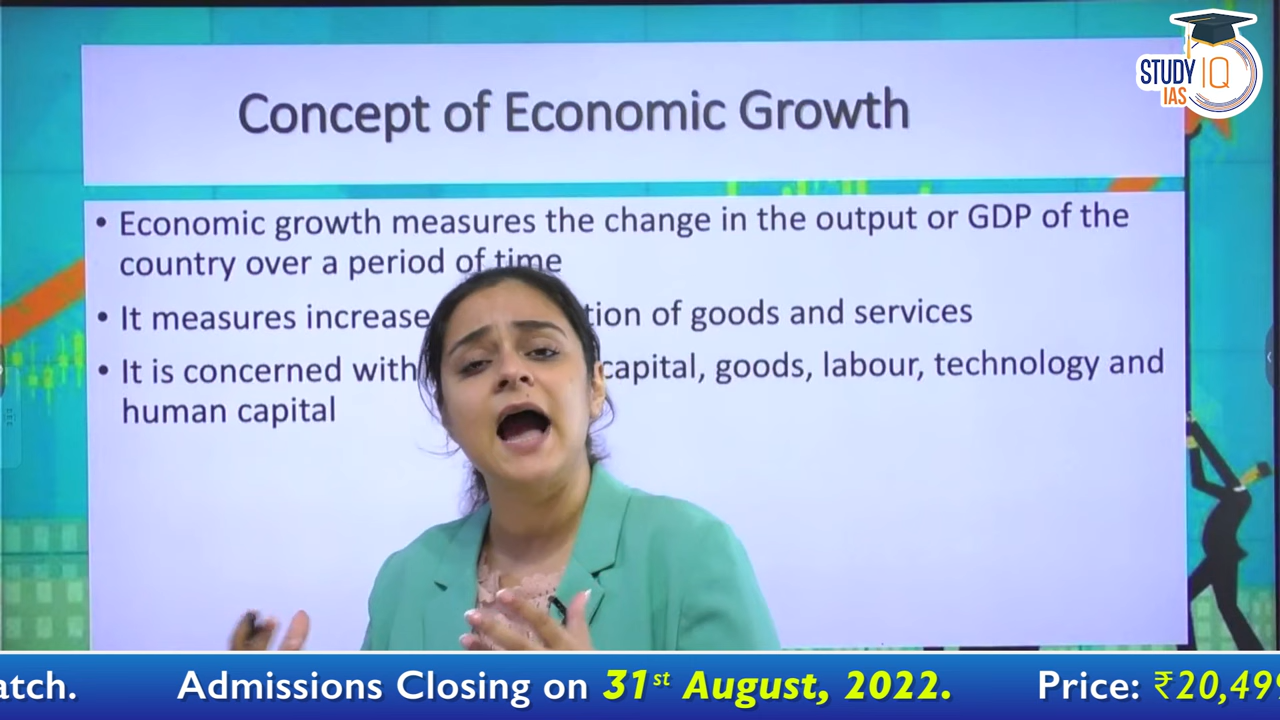 Concept of Economic Growth
• Economic growth measures the change in the output or GDP of the
country over a period of time
• It measures increase tion of goods and services
• It is concerned with capital, goods, labour, technology and
human capital
STUDY IQ
IAS
atch. Admissions Closing on 31st August, 2022. Price: ₹20,499